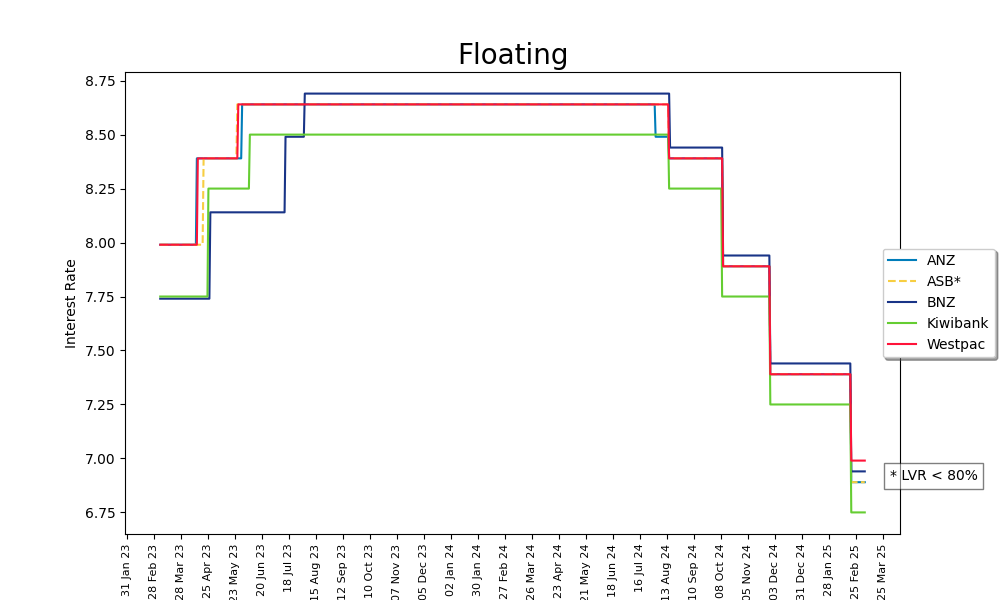 Floating
Interest Rate
8.75
8.50
8.25
8.00
7.75
7.50
7.25
7.00
6.75
ANZ
ASB*
BNZ
Kiwibank
Westpac
* LVR < 80%
31 Jan 23
28 Feb 23
28 Mar 23
25 Apr 23
23 May 23
20 Jun 23
18 Jul 23
15 Aug 23
12 Sep 23
10 Oct 23
07 Nov 23
05 Dec 23
02 Jan 24
30 Jan 24
27 Feb 24
26 Mar 24
23 Apr 24
21 May 24
18 Jun 24
16 Jul 24
13 Aug 24
10 Sep 24
08 Oct 24
05 Nov 24
03 Dec 24
31 Dec 24
28 Jan 25
25 Feb 25
25 Mar 25